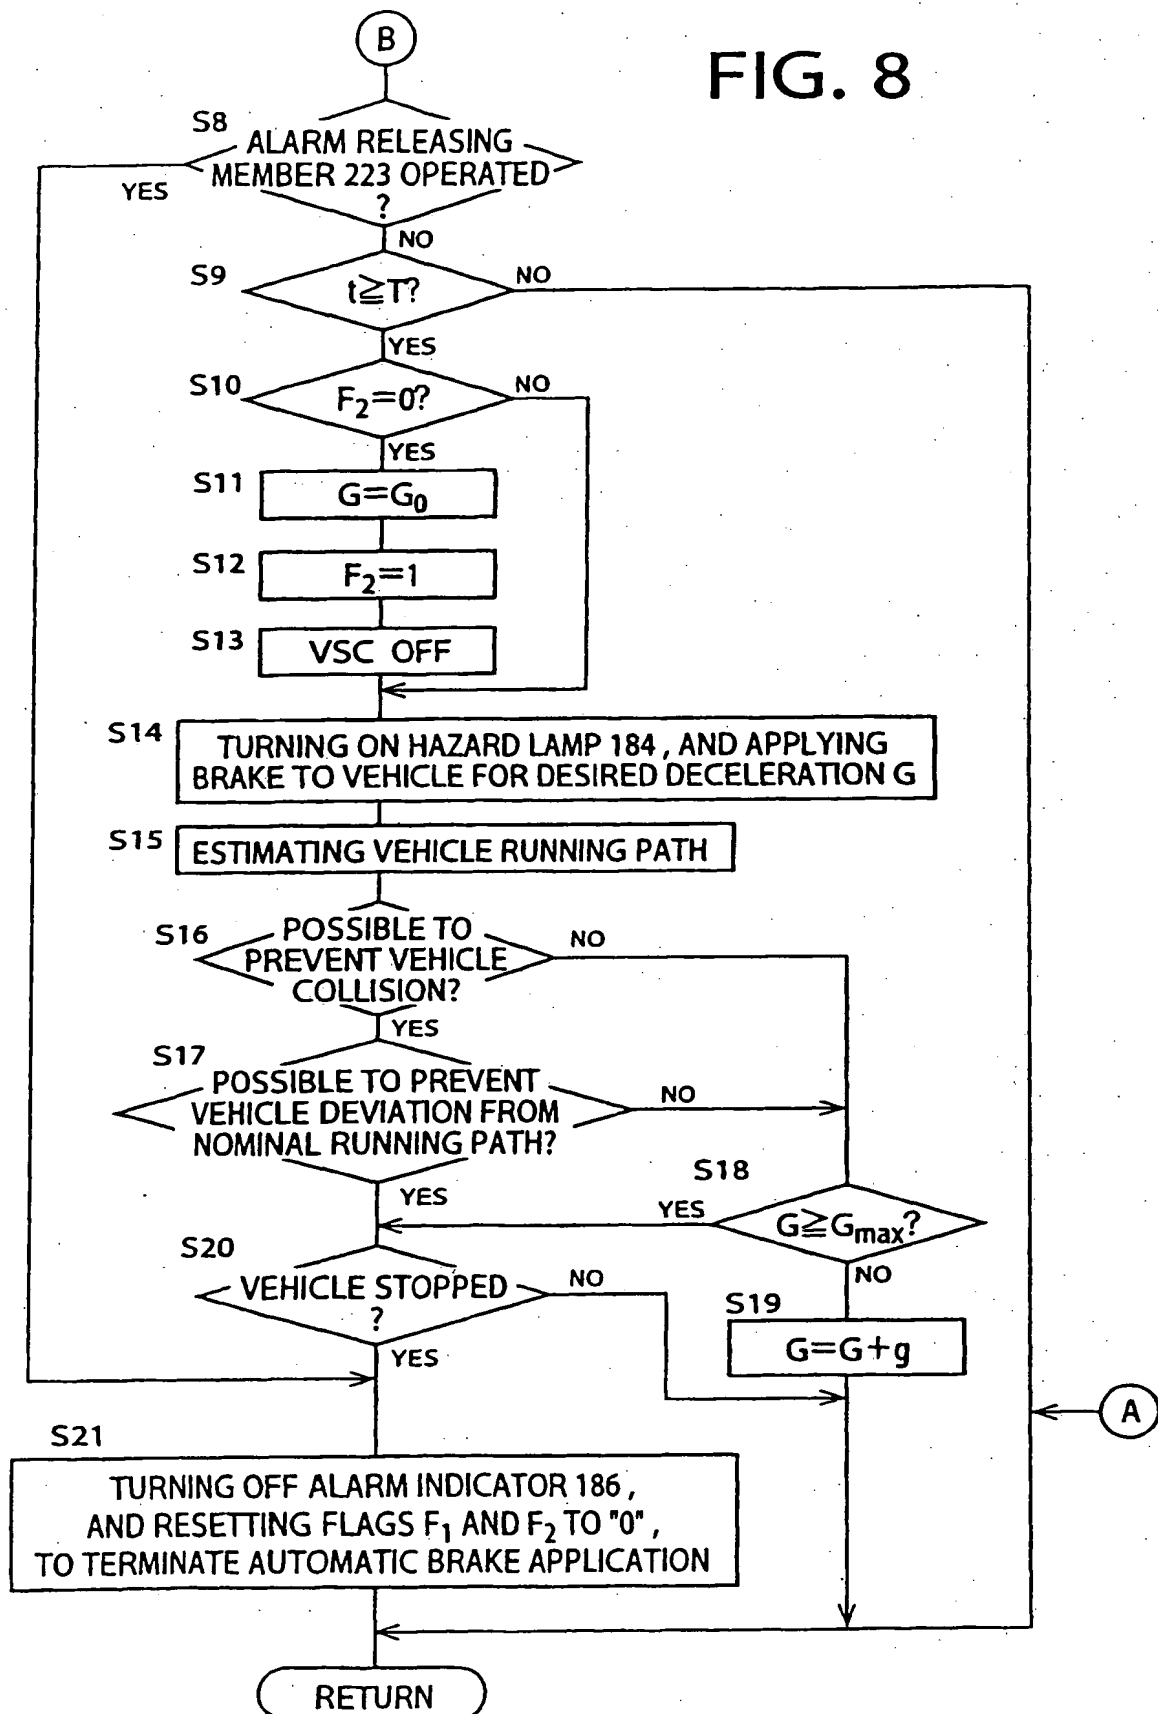 B
FIG. 8
S8
ALARM RELEASING
MEMBER 223 OPERATED
?
YES
NO
S9
t≧T?
NO
YES
S10
F₂=0?
NO
YES
S11
G=G₀
S12
F₂=1
S13
VSC OFF
S14
TURNING ON HAZARD LAMP 184, AND APPLYING
BRAKE TO VEHICLE FOR DESIRED DECELERATION G
S15
ESTIMATING VEHICLE RUNNING PATH
S16
POSSIBLE TO
PREVENT VEHICLE
COLLISION?
NO
YES
S17
POSSIBLE TO PREVENT
VEHICLE DEVIATION FROM
NOMINAL RUNNING PATH?
NO
YES
S18
G≧Gmax?
YES
NO
S19
G=G+g
S20
VEHICLE STOPPED
?
NO
YES
A
S21
TURNING OFF ALARM INDICATOR 186,
AND RESETTING FLAGS F₁ AND F₂ TO "0",
TO TERMINATE AUTOMATIC BRAKE APPLICATION
RETURN